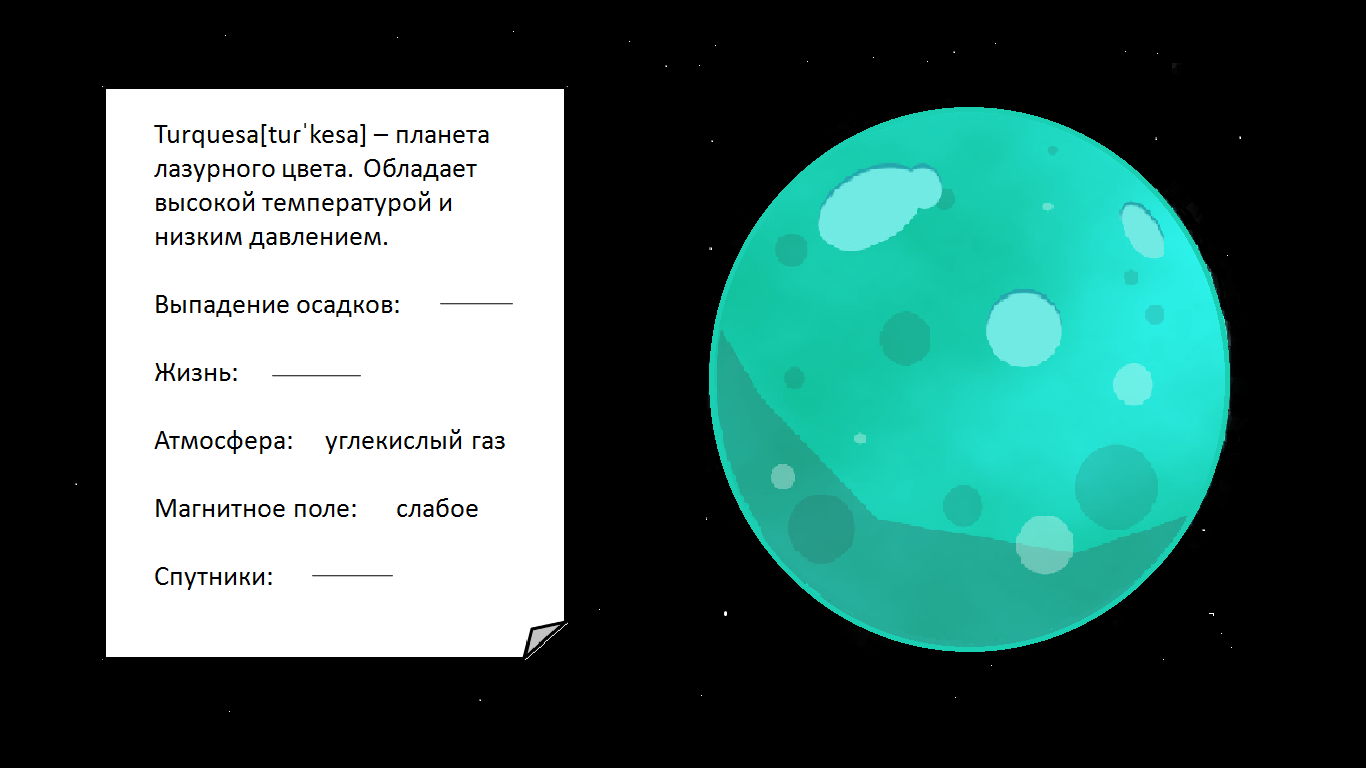 Turquesa[turˈkesa] – планета
лазурного цвета. Обладает
высокой температурой и
низким давлением.
Выпадение осадков:
Жизнь:
Атмосфера: углекислый газ
Магнитное поле: слабое
Спутники: